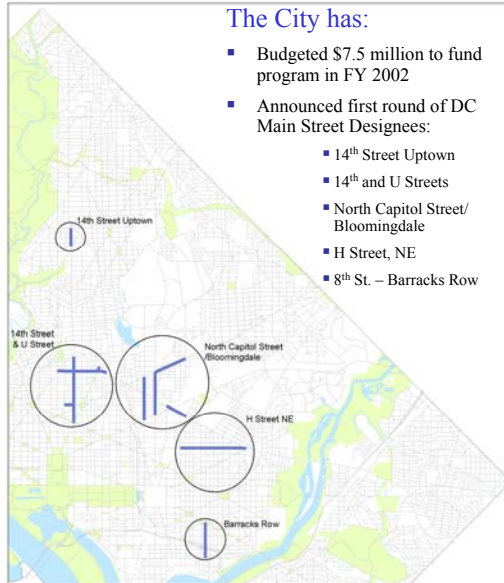 The City has:
▪ Budgeted $7.5 million to fund
program in FY 2002
▪ Announced first round of DC
Main Street Designees:
▪ 14th Street Uptown
▪ 14th and U Streets
▪ North Capitol Street/
Bloomingdale
▪ H Street, NE
▪ 8th St. – Barracks Row
14th Street Uptown
14th Street
& U Street
North Capitol Street
/Bloomingdale
H Street NE
Barracks Row